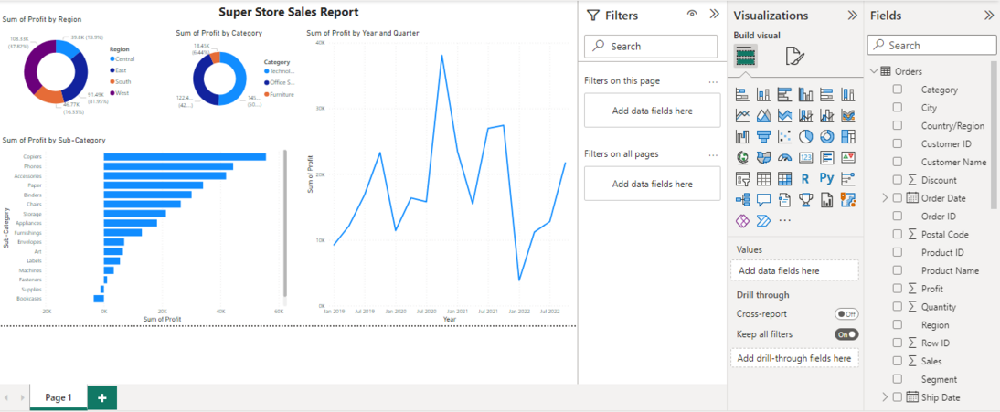 Super Store Sales Report
Sum of Profit by Region
39.8K (13.9%)
108.33K
(37.82%)
91.49K
(31.95%)
46.77K
(16.33%)
Region
Central
East
South
West
Sum of Profit by Category
18.45K
(6.44%)
122.4...
(42....)
145....
(50....)
Category
Technol...
Office S...
Furniture
Sum of Profit by Sub-Category
Sub-Category
Copiers
Phones
Accessories
Paper
Binders
Chairs
Storage
Appliances
Furnishings
Envelopes
Art
Labels
Machines
Fasteners
Supplies
Bookcases
20K 0K 20K 40K 60K
Sum of Profit
Sum of Profit by Year and Quarter
Sum of Profit
40K
30K
20K
10K
0K
Jan 2019 Jul 2019 Jan 2020 Jul 2020 Jan 2021 Jul 2021 Jan 2022 Jul 2022
Year
Page 1
+
Filters
Search
Filters on this page ...
Add data fields here
Filters on all pages ...
Add data fields here
Visualizations
Build visual
123
R Py
...
Values
Add data fields here
Drill through
Cross-report Off
Keep all filters On
Add drill-through fields here
Fields
Search
Orders
Category
City
Country/Region
Customer ID
Customer Name
∑ Discount
Order Date
Order ID
∑ Postal Code
Product ID
Product Name
∑ Profit
∑ Quantity
Region
∑ Row ID
∑ Sales
Segment
Ship Date